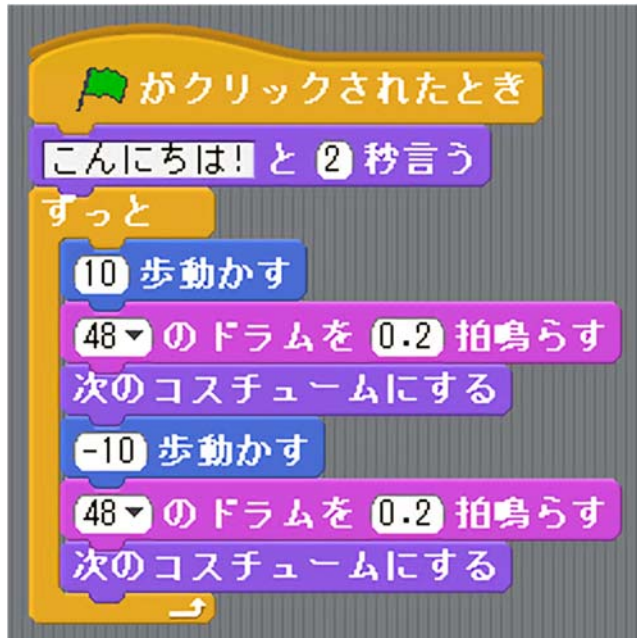 がクリックされたとき
こんにちは! と 2 秒言う
ずっと
10 歩動かす
48 のドラムを 0.2 拍鳴らす
次のコスチュームにする
-10 歩動かす
48 のドラムを 0.2 拍鳴らす
次のコスチュームにする